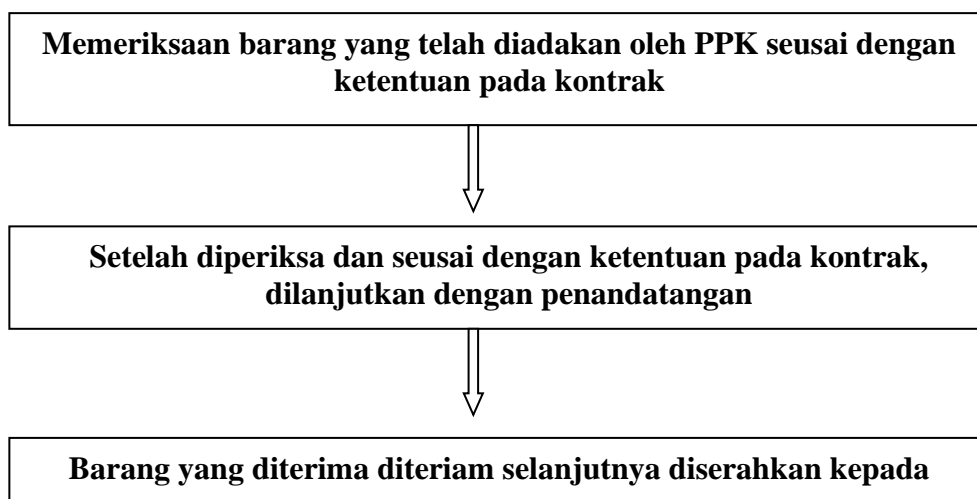 Memeriksaan barang yang telah diadakan oleh PPK seusai dengan
ketentuan pada kontrak
Setelah diperiksa dan seusai dengan ketentuan pada kontrak,
dilanjutkan dengan penandatangan
Barang yang diterima diteriam selanjutnya diserahkan kepada